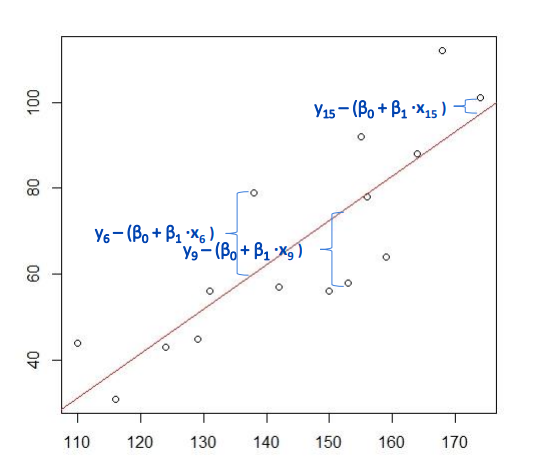 y₁₅ – (β₀ + β₁ ·x₁₅ )
y₆ – (β₀ + β₁ ·x₆ )
y₉ – (β₀ + β₁ ·x₉ )
100
80
60
40
110 120 130 140 150 160 170